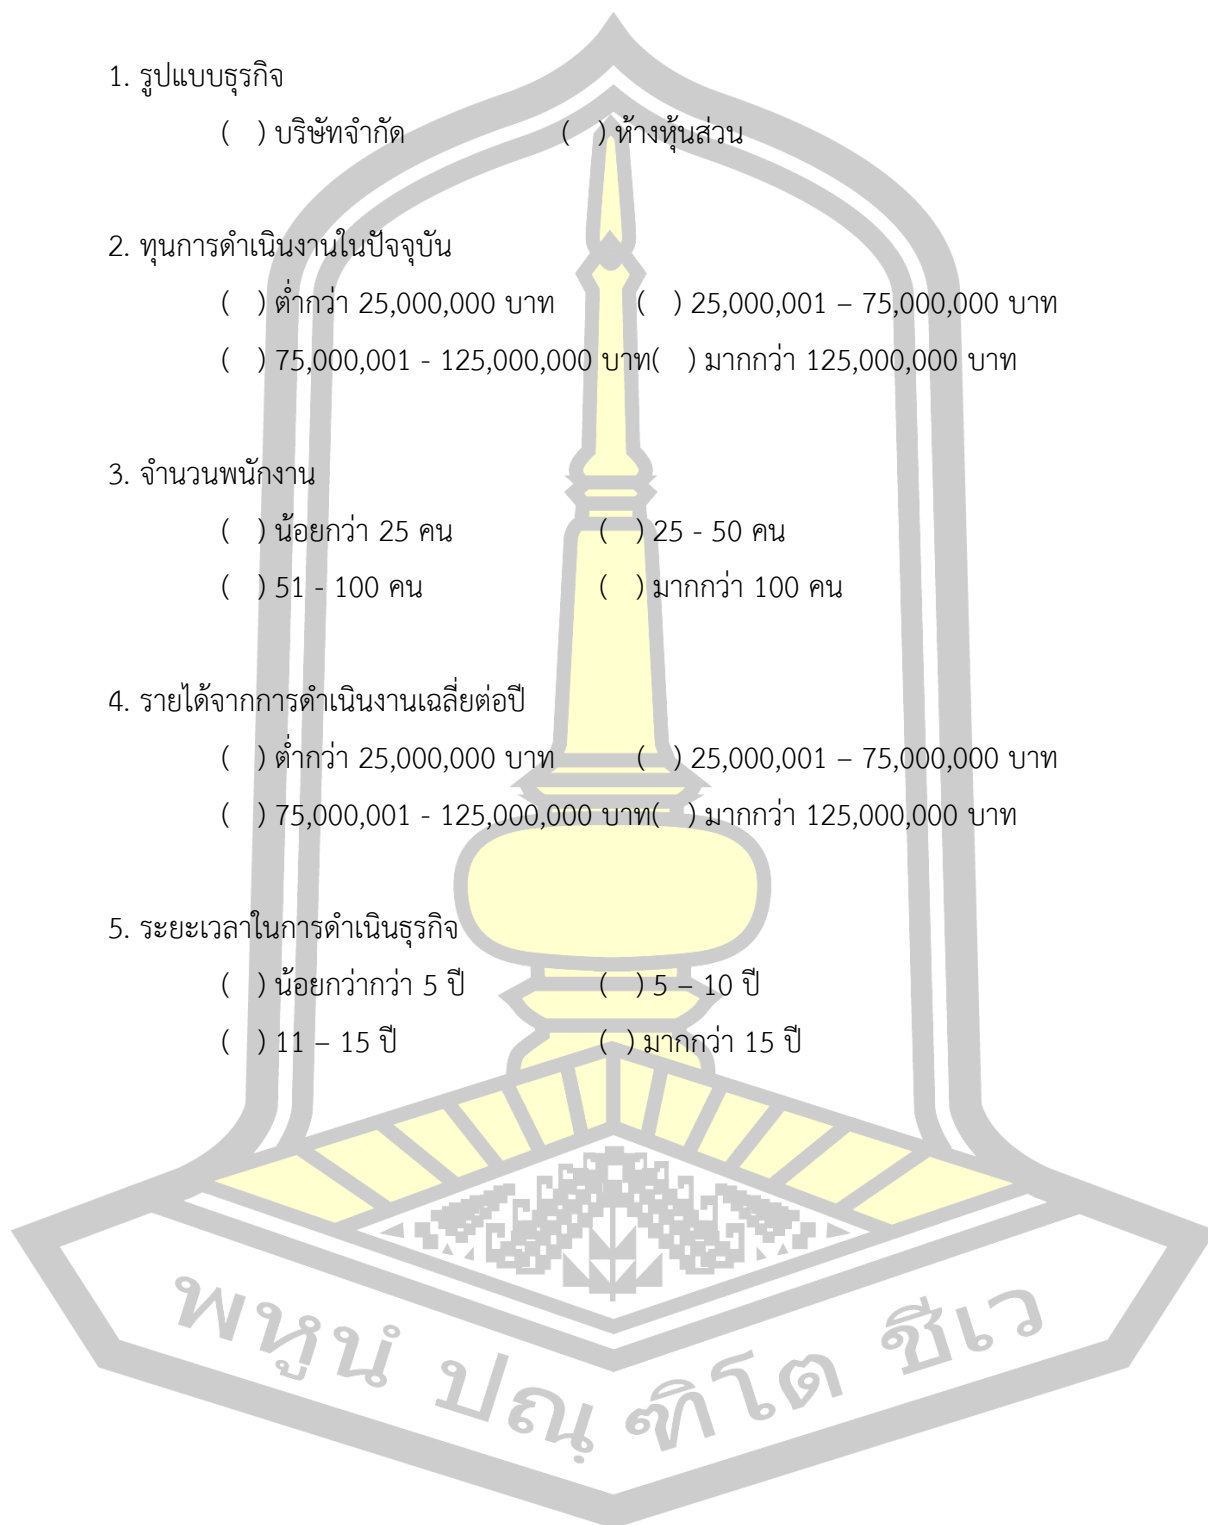 1. รูปแบบธุรกิจ
(   ) บริษัทจำกัด (   ) ห้างหุ้นส่วน
2. ทุนการดำเนินงานในปัจจุบัน
(   ) ต่ำกว่า 25,000,000 บาท (   ) 25,000,001 – 75,000,000 บาท
(   ) 75,000,001 - 125,000,000 บาท(   ) มากกว่า 125,000,000 บาท
3. จำนวนพนักงาน
(   ) น้อยกว่า 25 คน (   ) 25 - 50 คน
(   ) 51 - 100 คน (   ) มากกว่า 100 คน
4. รายได้จากการดำเนินงานเฉลี่ยต่อปี
(   ) ต่ำกว่า 25,000,000 บาท (   ) 25,000,001 – 75,000,000 บาท
(   ) 75,000,001 - 125,000,000 บาท(   ) มากกว่า 125,000,000 บาท
5. ระยะเวลาในการดำเนินธุรกิจ
(   ) น้อยกว่ากว่า 5 ปี (   ) 5 – 10 ปี
(   ) 11 – 15 ปี (  ) มากกว่า 15 ปี
พหูนํ ปณฺ ฑิโต ชีเว